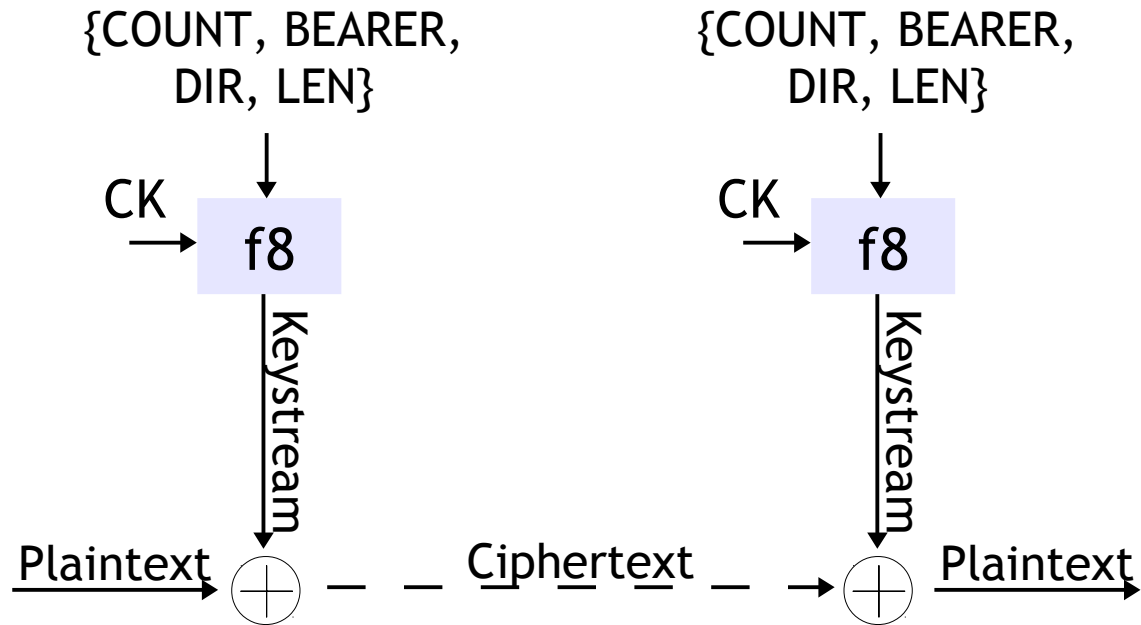 {COUNT, BEARER,
DIR, LEN}
{COUNT, BEARER,
DIR, LEN}
CK
f8
CK
f8
Keystream
Keystream
Plaintext
Ciphertext
Plaintext